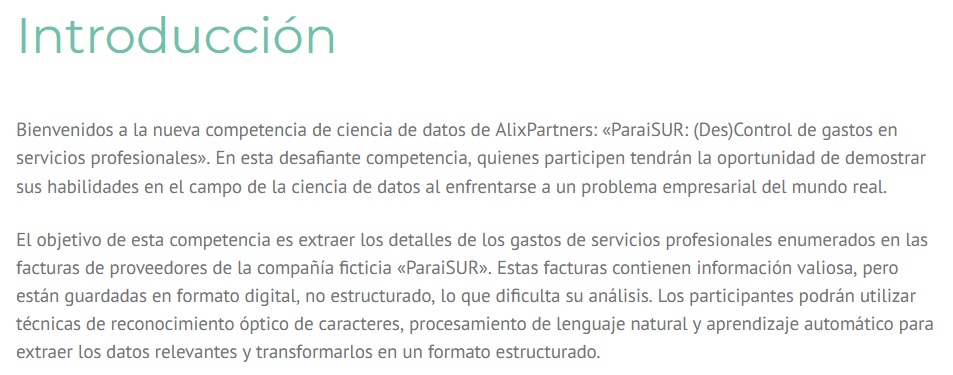 Introducción
Bienvenidos a la nueva competencia de ciencia de datos de AlixPartners: «ParaiSUR: (Des)Control de gastos en
servicios profesionales». En esta desafiante competencia, quienes participen tendrán la oportunidad de demostrar
sus habilidades en el campo de la ciencia de datos al enfrentarse a un problema empresarial del mundo real.
El objetivo de esta competencia es extraer los detalles de los gastos de servicios profesionales enumerados en las
facturas de proveedores de la compañía ficticia «ParaiSUR». Estas facturas contienen información valiosa, pero
están guardadas en formato digital, no estructurado, lo que dificulta su análisis. Los participantes podrán utilizar
técnicas de reconocimiento óptico de caracteres, procesamiento de lenguaje natural y aprendizaje automático para
extraer los datos relevantes y transformarlos en un formato estructurado.